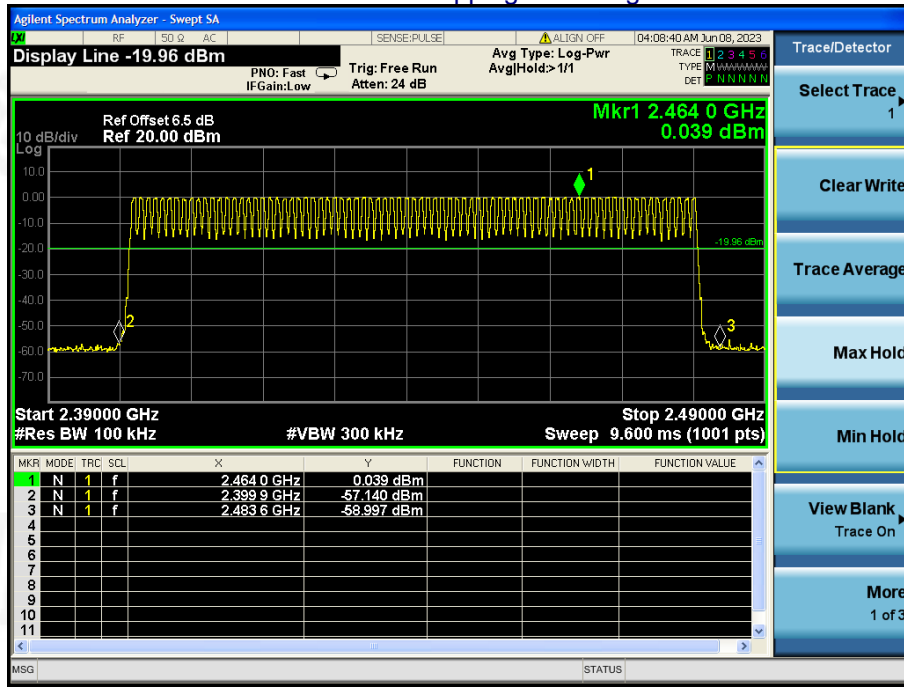 Agilent Spectrum Analyzer - Swept SA
LXI RF 50 Ω AC SENSE:PULSE ALIGN OFF 04:08:40 AM Jun 08, 2023
Display Line -19.96 dBm
PNO: Fast
IFGain:Low
Trig: Free Run
Atten: 24 dB
Avg Type: Log-Pwr
Avg|Hold:>1/1
TRACE 1 2 3 4 5 6
TYPE M
DET P N N N N N
Mkr1 2.464 0 GHz
0.039 dBm
Ref Offset 6.5 dB
10 dB/div Ref 20.00 dBm
Log
10.0
0.00
-10.0
-20.0
-30.0
-40.0
-50.0
-60.0
-70.0
1
2
3
-19.96 dBm
Start 2.39000 GHz Stop 2.49000 GHz
#Res BW 100 kHz #VBW 300 kHz Sweep 9.600 ms (1001 pts)
MKR MODE TRC SCL X Y FUNCTION FUNCTION WIDTH FUNCTION VALUE
1 N 1 f 2.464 0 GHz 0.039 dBm
2 N 1 f 2.399 9 GHz -57.140 dBm
3 N 1 f 2.483 6 GHz -58.997 dBm
4
5
6
7
8
9
10
11
MSG STATUS
Trace/Detector
Select Trace
1
Clear Write
Trace Average
Max Hold
Min Hold
View Blank
Trace On
More
1 of 3